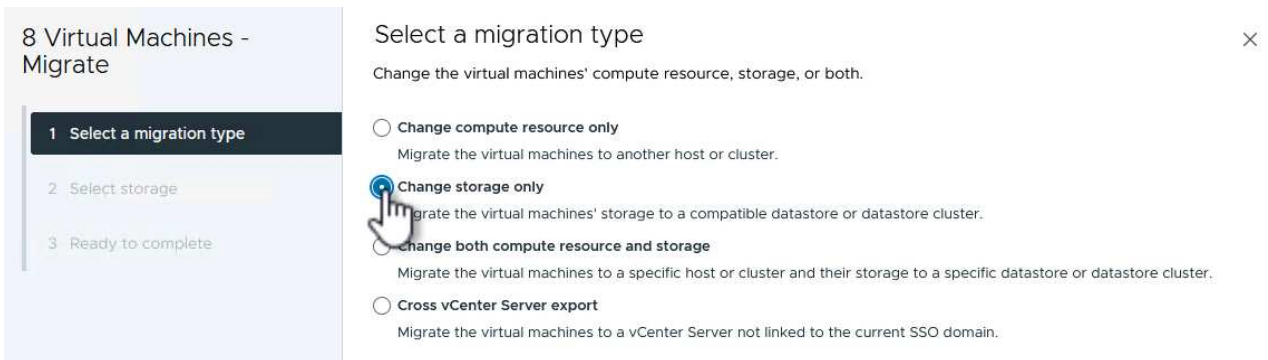 8 Virtual Machines -
Migrate
1 Select a migration type
2 Select storage
3 Ready to complete
Select a migration type
Change the virtual machines' compute resource, storage, or both.
Change compute resource only
Migrate the virtual machines to another host or cluster.
Change storage only
grate the virtual machines' storage to a compatible datastore or datastore cluster.
Change both compute resource and storage
Migrate the virtual machines to a specific host or cluster and their storage to a specific datastore or datastore cluster.
Cross vCenter Server export
Migrate the virtual machines to a vCenter Server not linked to the current SSO domain.